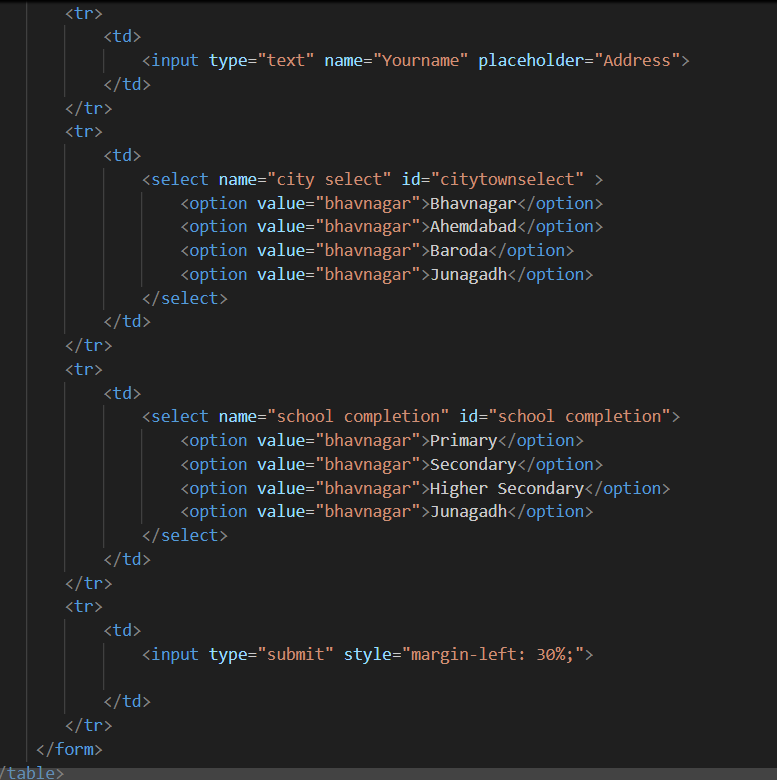 <tr>
<td>
<input type="text" name="Yourname" placeholder="Address">
</td>
</tr>
<tr>
<td>
<select name="city select" id="citytownselect" >
<option value="bhavnagar">Bhavnagar</option>
<option value="bhavnagar">Ahemdabad</option>
<option value="bhavnagar">Baroda</option>
<option value="bhavnagar">Junagadh</option>
</select>
</td>
</tr>
<tr>
<td>
<select name="school completion" id="school completion">
<option value="bhavnagar">Primary</option>
<option value="bhavnagar">Secondary</option>
<option value="bhavnagar">Higher Secondary</option>
<option value="bhavnagar">Junagadh</option>
</select>
</td>
</tr>
<tr>
<td>
<input type="submit" style="margin-left: 30%;">
</td>
</tr>
</form>
/table>